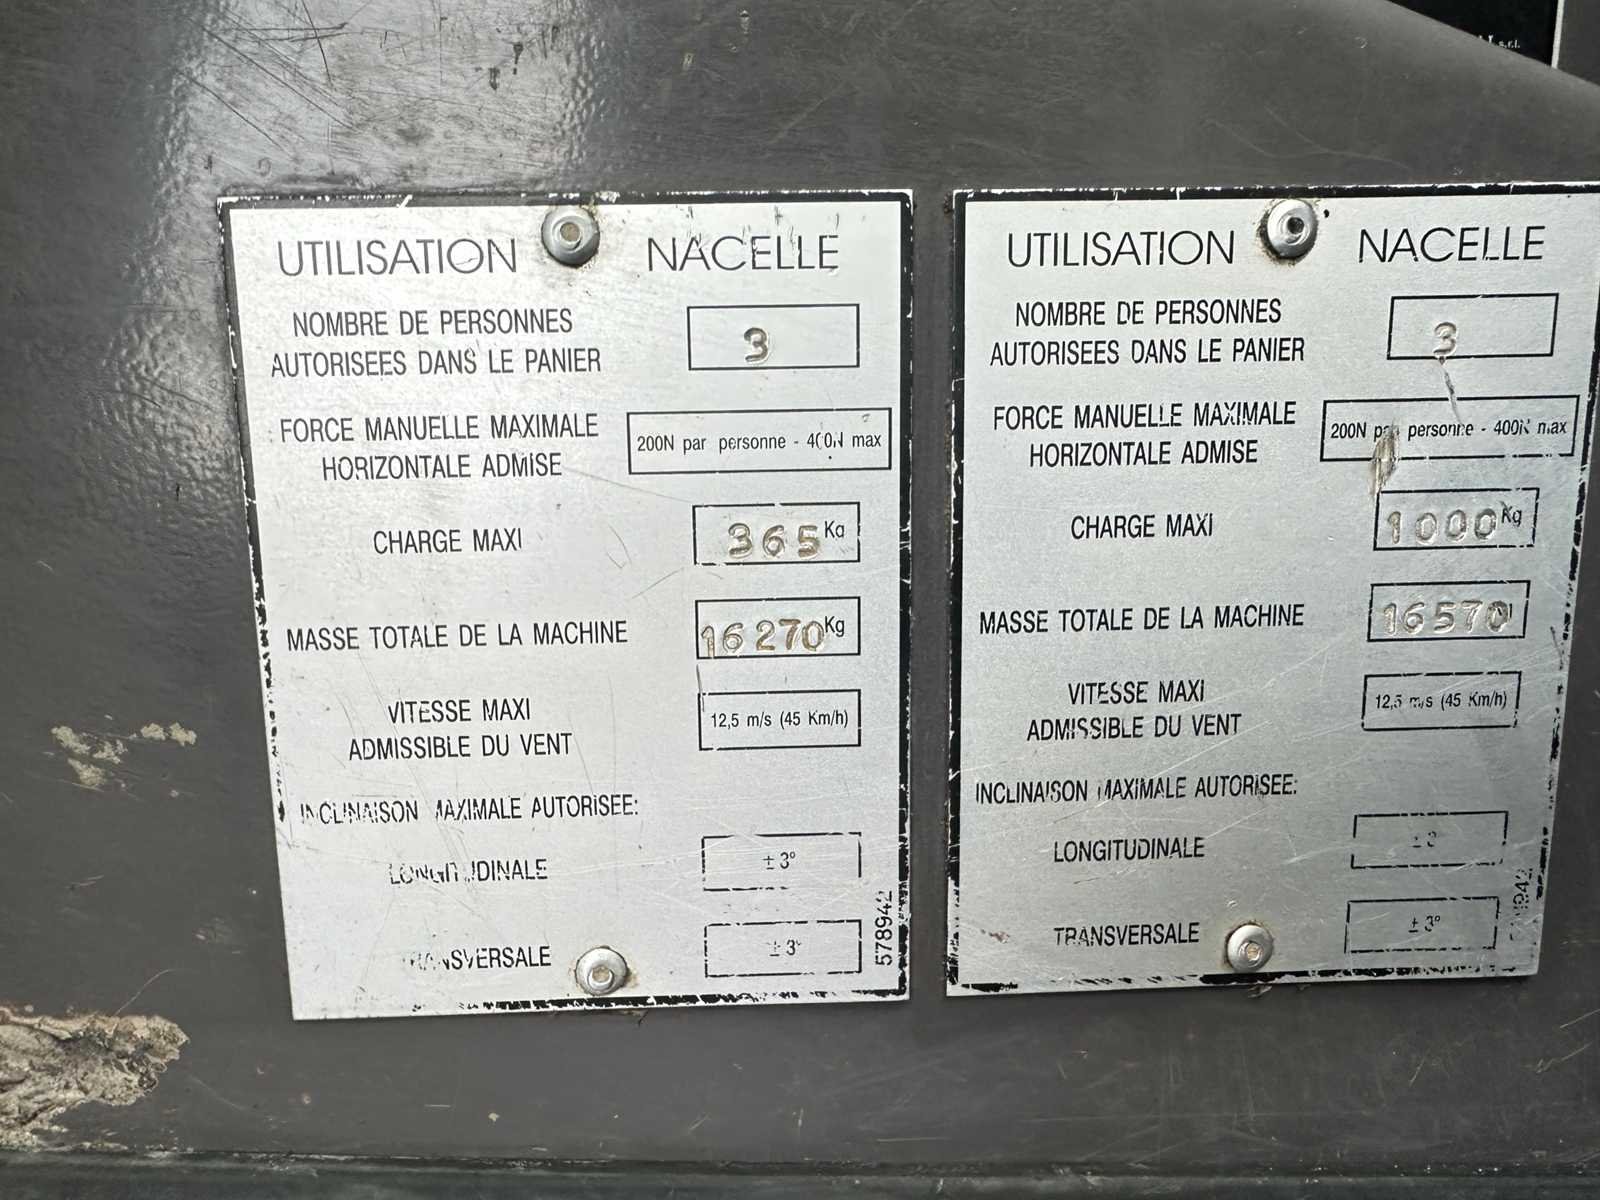 s.r.l.
UTILISATION NACELLE
NOMBRE DE PERSONNES
AUTORISEES DANS LE PANIER
3
FORCE MANUELLE MAXIMALE
HORIZONTALE ADMISE
200N par personne - 400N max
CHARGE MAXI
365 Kg
MASSE TOTALE DE LA MACHINE
16270 Kg
VITESSE MAXI
ADMISSIBLE DU VENT
12,5 m/s (45 Km/h)
INCLINAISON MAXIMALE AUTORISEE:
LONGITUDINALE
± 3°
TRANSVERSALE
± 3°
578942
UTILISATION NACELLE
NOMBRE DE PERSONNES
AUTORISEES DANS LE PANIER
3
FORCE MANUELLE MAXIMALE
HORIZONTALE ADMISE
200N par personne - 400N max
CHARGE MAXI
1000 Kg
MASSE TOTALE DE LA MACHINE
16570
VITESSE MAXI
ADMISSIBLE DU VENT
12,5 m/s (45 Km/h)
INCLINAISON MAXIMALE AUTORISEE:
LONGITUDINALE
± 3
TRANSVERSALE
± 3°